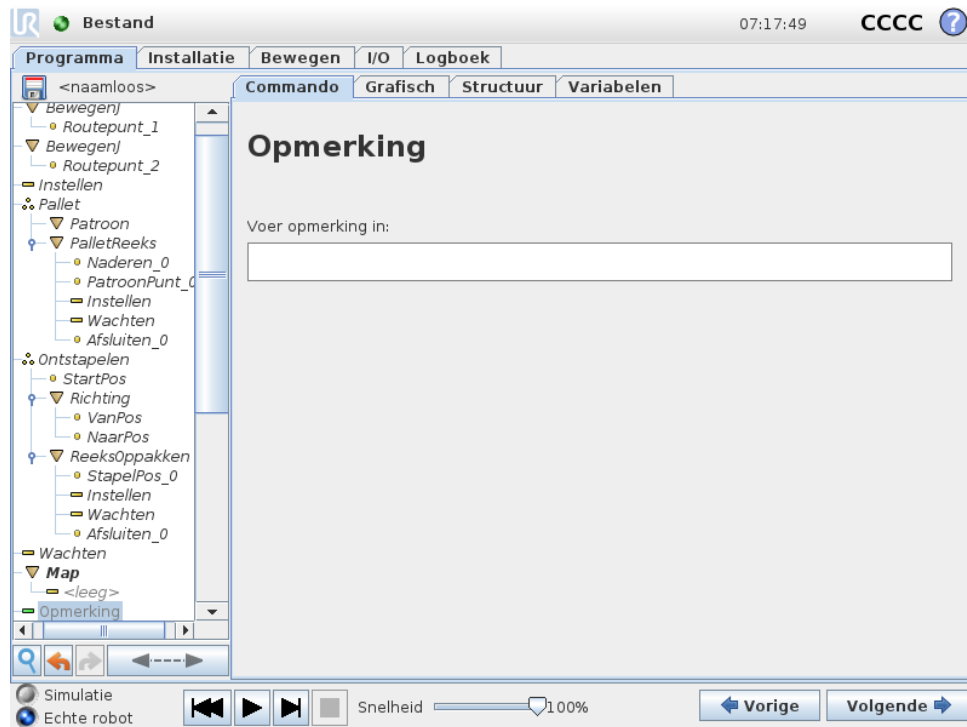 Bestand
07:17:49
CCCC
?
Programma
Installatie
Bewegen
I/O
Logboek
<naamloos>
Commando
Grafisch
Structuur
Variabelen
BewegenJ
Routepunt_1
BewegenJ
Routepunt_2
Instellen
Pallet
Patroon
PalletReeks
Naderen_0
PatroonPunt_0
Instellen
Wachten
Afsluiten_0
Ontstapelen
StartPos
Richting
VanPos
NaarPos
ReeksOppakken
StapelPos_0
Instellen
Wachten
Afsluiten_0
Wachten
Map
<leeg>
Opmerking
Opmerking
Voer opmerking in:
Simulatie
Echte robot
Snelheid
100%
Vorige
Volgende